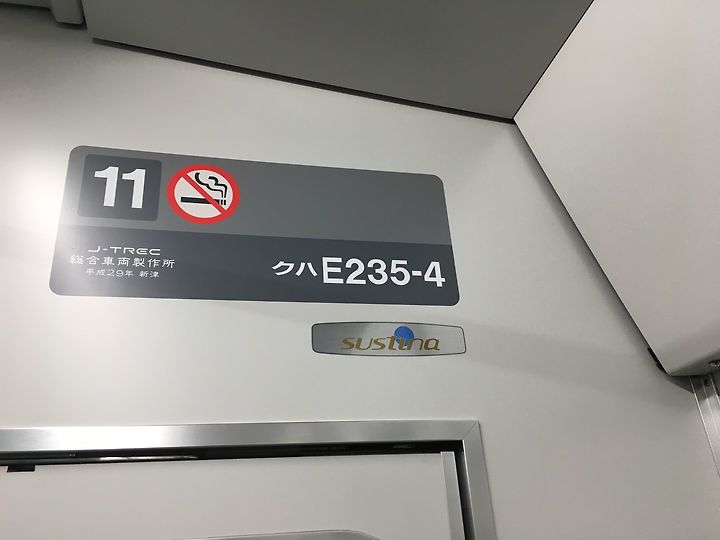 11
J-TREC
総合車両製作所
平成29年 新津
クハE235-4
sustina